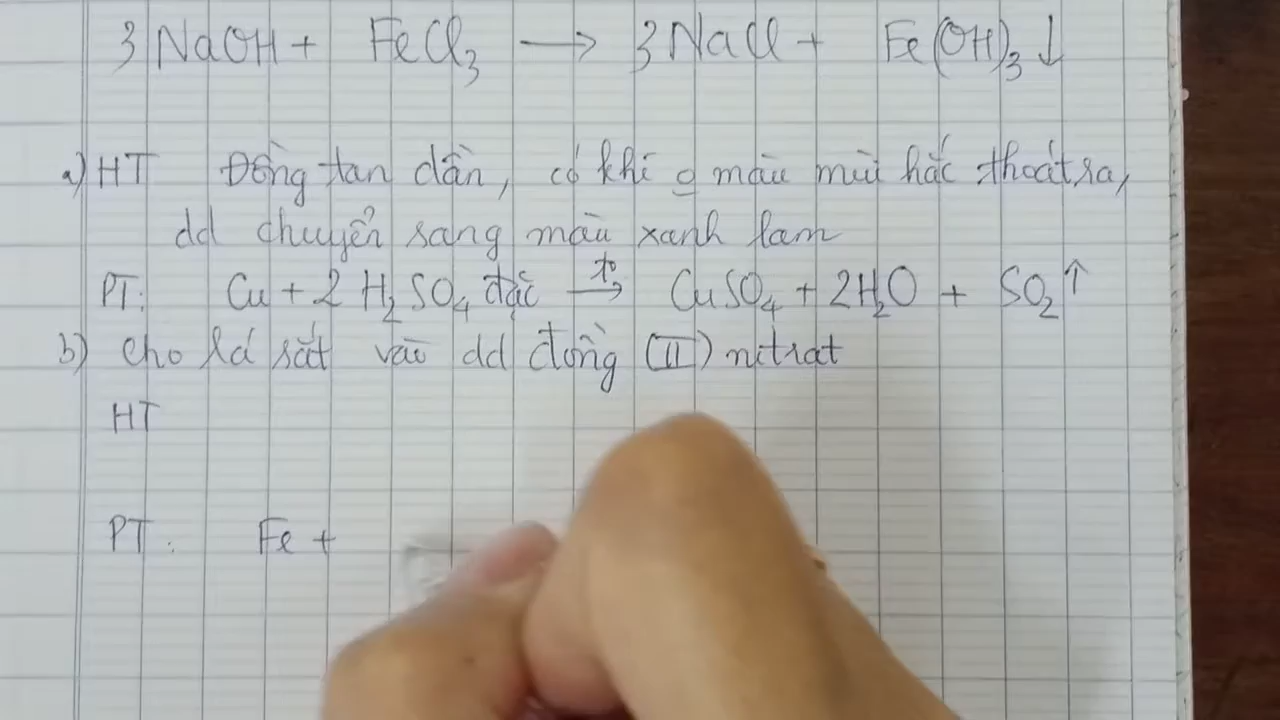 3NaOH + FeCl₃ → 3NaCl + Fe(OH)₃↓
a) HT Đồng tan dần, có khí o màu mùi hắc thoát ra,
dd chuyển sang màu xanh lam
PT: Cu + 2H₂SO₄ đặc t° → CuSO₄ + 2H₂O + SO₂↑
b) Cho lá sắt vào dd đồng (II) nitrat
HT
PT: Fe +